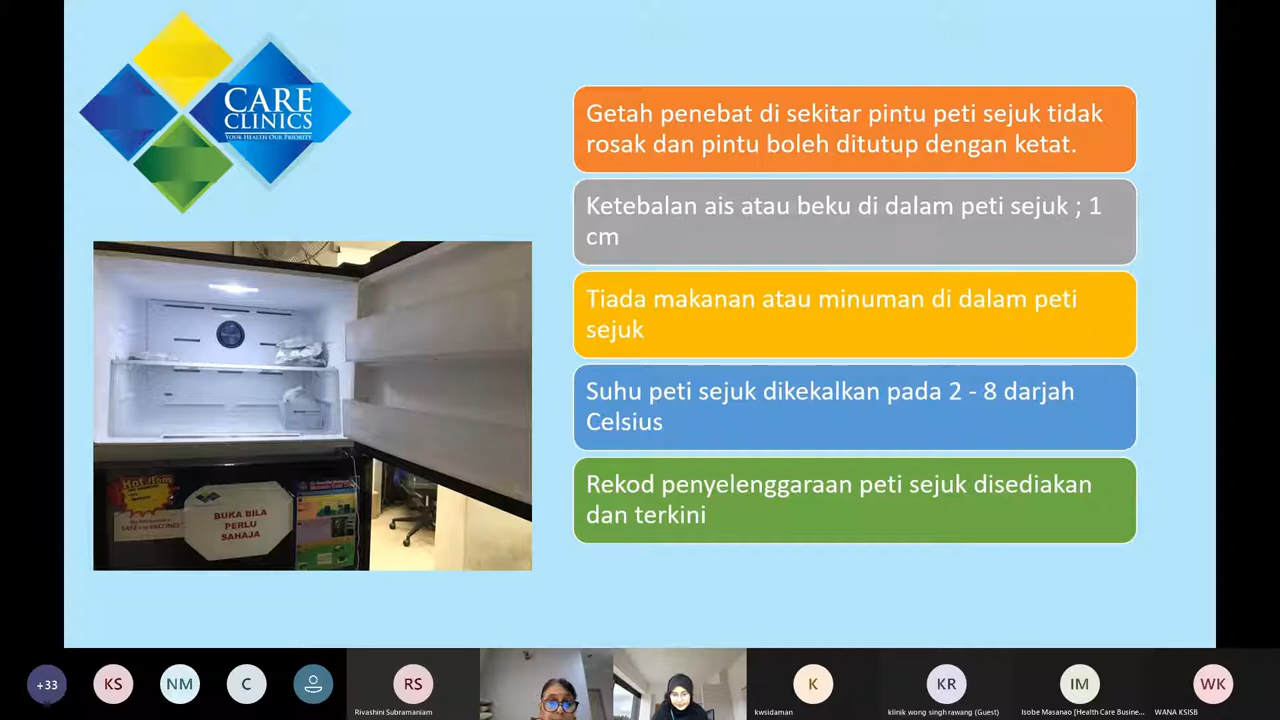 CARE
CLINICS
YOUR HEALTH OUR PRIORITY
Getah penebat di sekitar pintu peti sejuk tidak
rosak dan pintu boleh ditutup dengan ketat.
Ketebalan ais atau beku di dalam peti sejuk ; 1
cm
Tiada makanan atau minuman di dalam peti
sejuk
Suhu peti sejuk dikekalkan pada 2 - 8 darjah
Celsius
Rekod penyelenggaraan peti sejuk disediakan
dan terkini
Hot item
BUKA BILA
PERLU
SAHAJA
+33
KS
NM
C
RS
Rivashini Subramaniam
K
kwsidaman
KR
klinik wong singh rawang (Guest)
IM
Isobe Masanao [Health Care Busine...
WK
WANA KSISB